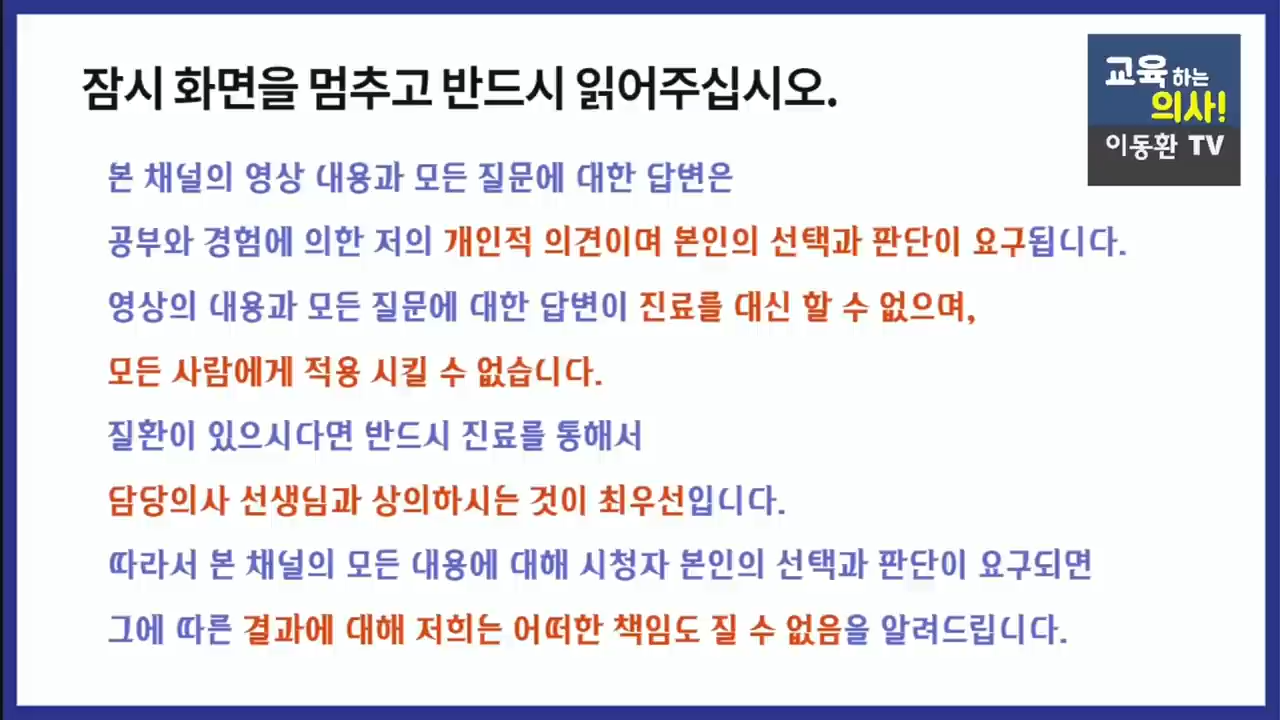 잠시 화면을 멈추고 반드시 읽어주십시오.
교육하는
의사!
이동환 TV
본 채널의 영상 내용과 모든 질문에 대한 답변은
공부와 경험에 의한 저의 개인적 의견이며 본인의 선택과 판단이 요구됩니다.
영상의 내용과 모든 질문에 대한 답변이 진료를 대신 할 수 없으며,
모든 사람에게 적용 시킬 수 없습니다.
질환이 있으시다면 반드시 진료를 통해서
담당의사 선생님과 상의하시는 것이 최우선입니다.
따라서 본 채널의 모든 내용에 대해 시청자 본인의 선택과 판단이 요구되면
그에 따른 결과에 대해 저희는 어떠한 책임도 질 수 없음을 알려드립니다.